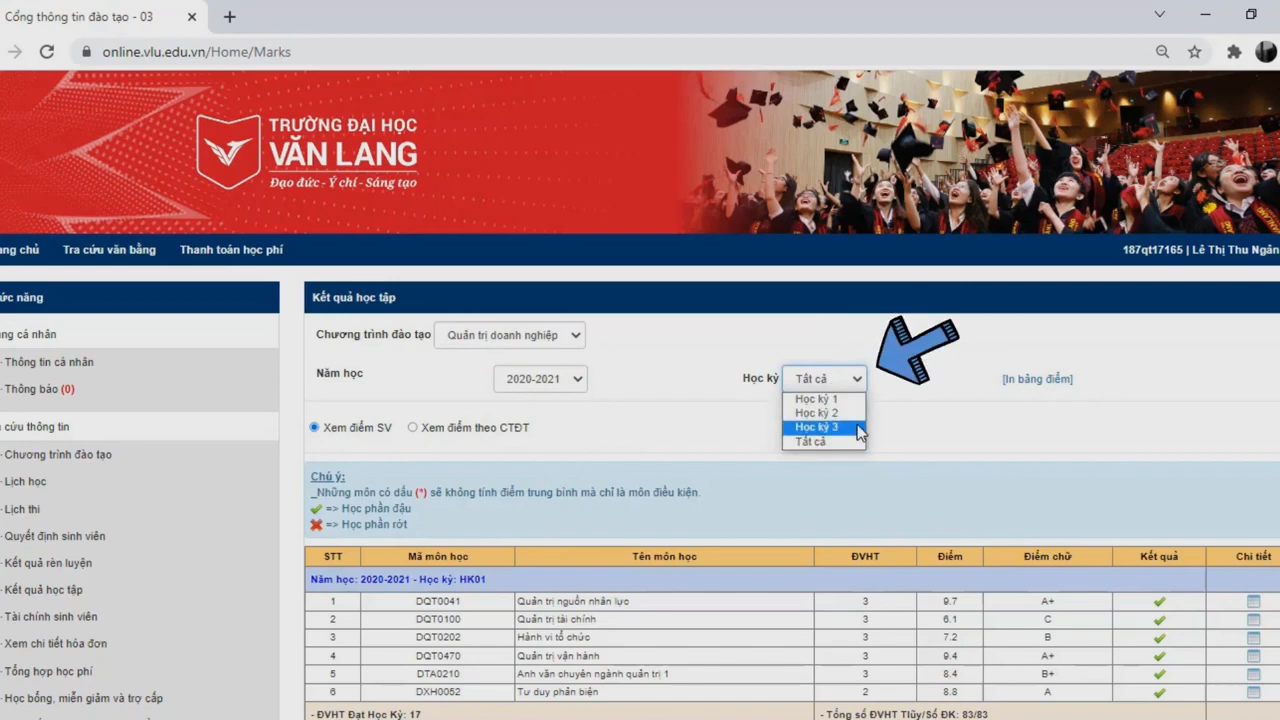 Cổng thông tin đào tạo - 03
online.vlu.edu.vn/Home/Marks
TRƯỜNG ĐẠI HỌC
VĂN LANG
Đạo đức - Ý chí - Sáng tạo
ang chủ Tra cứu văn bằng Thanh toán học phí 187qt17165 | Lê Thị Thu Ngân
ức năng
ng cá nhân
- Thông tin cá nhân
- Thông báo (0)
cứu thông tin
- Chương trình đào tạo
- Lịch học
- Lịch thi
- Quyết định sinh viên
- Kết quả rèn luyện
- Kết quả học tập
- Tài chính sinh viên
- Xem chi tiết hóa đơn
- Tổng hợp học phí
- Học bổng, miễn giảm và trợ cấp
Kết quả học tập
Chương trình đào tạo Quản trị doanh nghiệp
Năm học 2020-2021 Học kỳ Tất cả [In bảng điểm]
Học kỳ 1
Học kỳ 2
Học kỳ 3
Tất cả
Xem điểm SV Xem điểm theo CTĐT
Chú ý:
_Những môn có dấu (*) sẽ không tính điểm trung bình mà chỉ là môn điều kiện.
=> Học phần đậu
=> Học phần rớt
STT Mã môn học Tên môn học ĐVHT Điểm Điểm chữ Kết quả Chi tiết
Năm học: 2020-2021 - Học kỳ: HK01
1 DQT0041 Quản trị nguồn nhân lực 3 9.7 A+
2 DQT0100 Quản trị tài chính 3 6.1 C
3 DQT0202 Hành vi tổ chức 3 7.2 B
4 DQT0470 Quản trị vận hành 3 9.4 A+
5 DTA0210 Anh văn chuyên ngành quản trị 1 3 8.4 B+
6 DXH0052 Tư duy phản biện 2 8.8 A
- ĐVHT Đạt Học Kỳ: 17 - Tổng số ĐVHT Tlũy/Số ĐK: 83/83